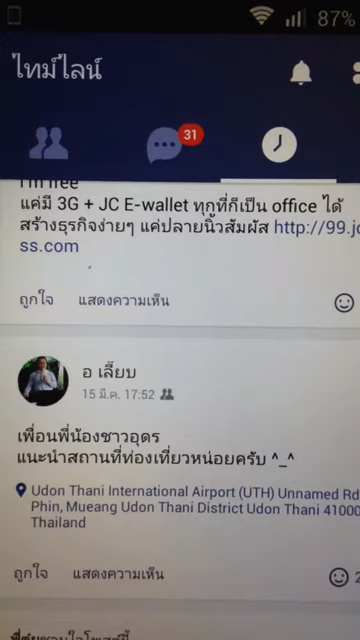 87%
ไทม์ไลน์
31
I'm free
แค่มี 3G + JC E-wallet ทุกที่ก็เป็น office ได้
สร้างธุรกิจง่ายๆ แค่ปลายนิ้วสัมผัส http://99.jc
ss.com
ถูกใจ แสดงความเห็น
อ เลี๊ยบ
15 มี.ค. 17:52
เพื่อนพี่น้องชาวอุดร
แนะนำสถานที่ท่องเที่ยวหน่อยครับ ^_^
Udon Thani International Airport (UTH) Unnamed Rd
Phin, Mueang Udon Thani District Udon Thani 41000
Thailand
ถูกใจ แสดงความเห็น 2